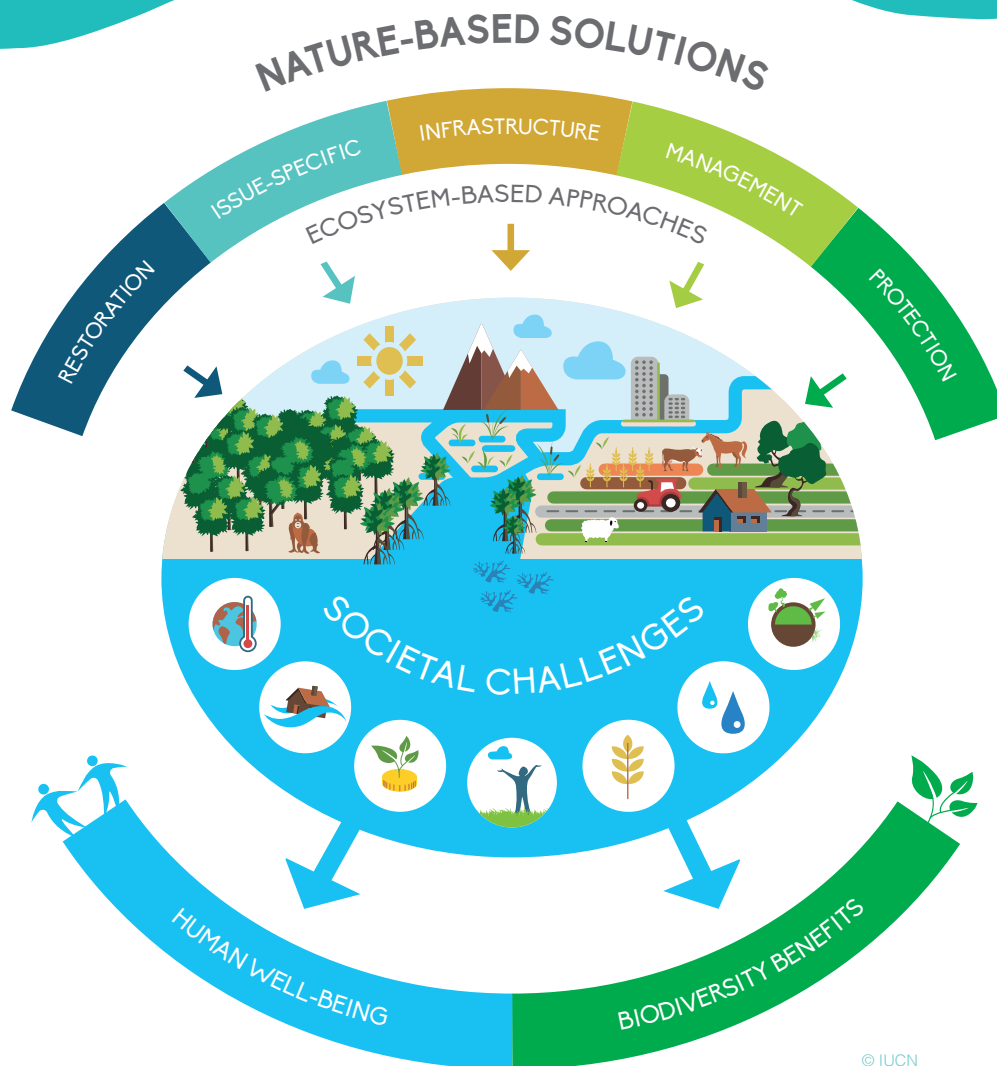 NATURE-BASED SOLUTIONS
RESTORATION
ISSUE-SPECIFIC
INFRASTRUCTURE
MANAGEMENT
PROTECTION
ECOSYSTEM-BASED APPROACHES
SOCIETAL CHALLENGES
HUMAN WELL-BEING
BIODIVERSITY BENEFITS
© IUCN